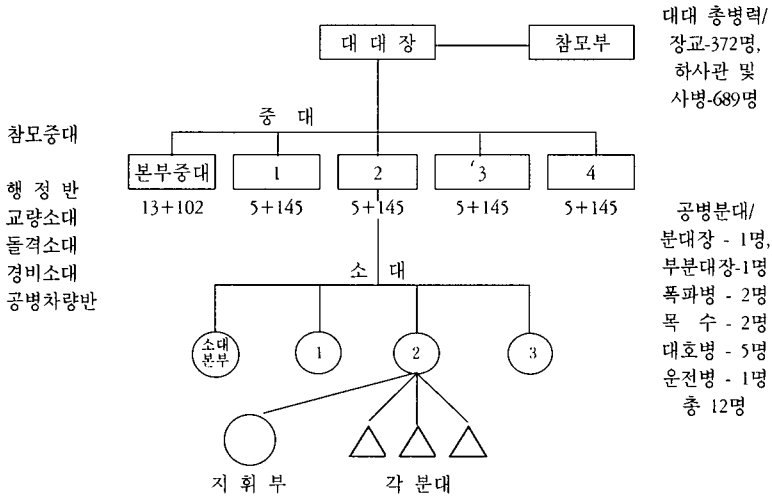 대 대 장
참 모 부
대대 총병력/
장교-372명,
하사관 및
사병-689명
중 대
참모중대
본부중대
1
2
3
4
13+102
5+145
5+145
5+145
5+145
행 정 반
교량소대
돌격소대
경비소대
공병차량반
소 대
소대
본부
1
2
3
공병분대/
분대장 - 1명,
부분대장-1명
폭파병 - 2명
목 수 - 2명
대호병 - 5명
운전병 - 1명
총 12명
지 휘 부
각 분대